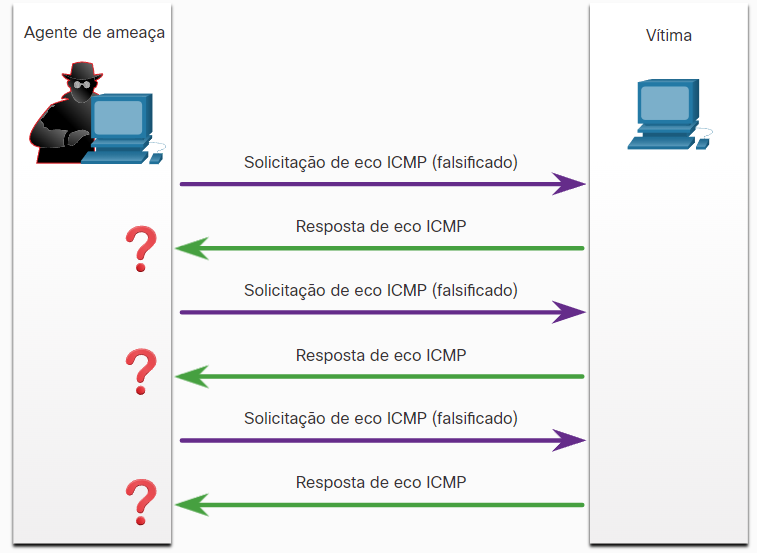 Agente de ameaça
Vítima
Solicitação de eco ICMP (falsificado)
Resposta de eco ICMP
Solicitação de eco ICMP (falsificado)
Resposta de eco ICMP
Solicitação de eco ICMP (falsificado)
Resposta de eco ICMP